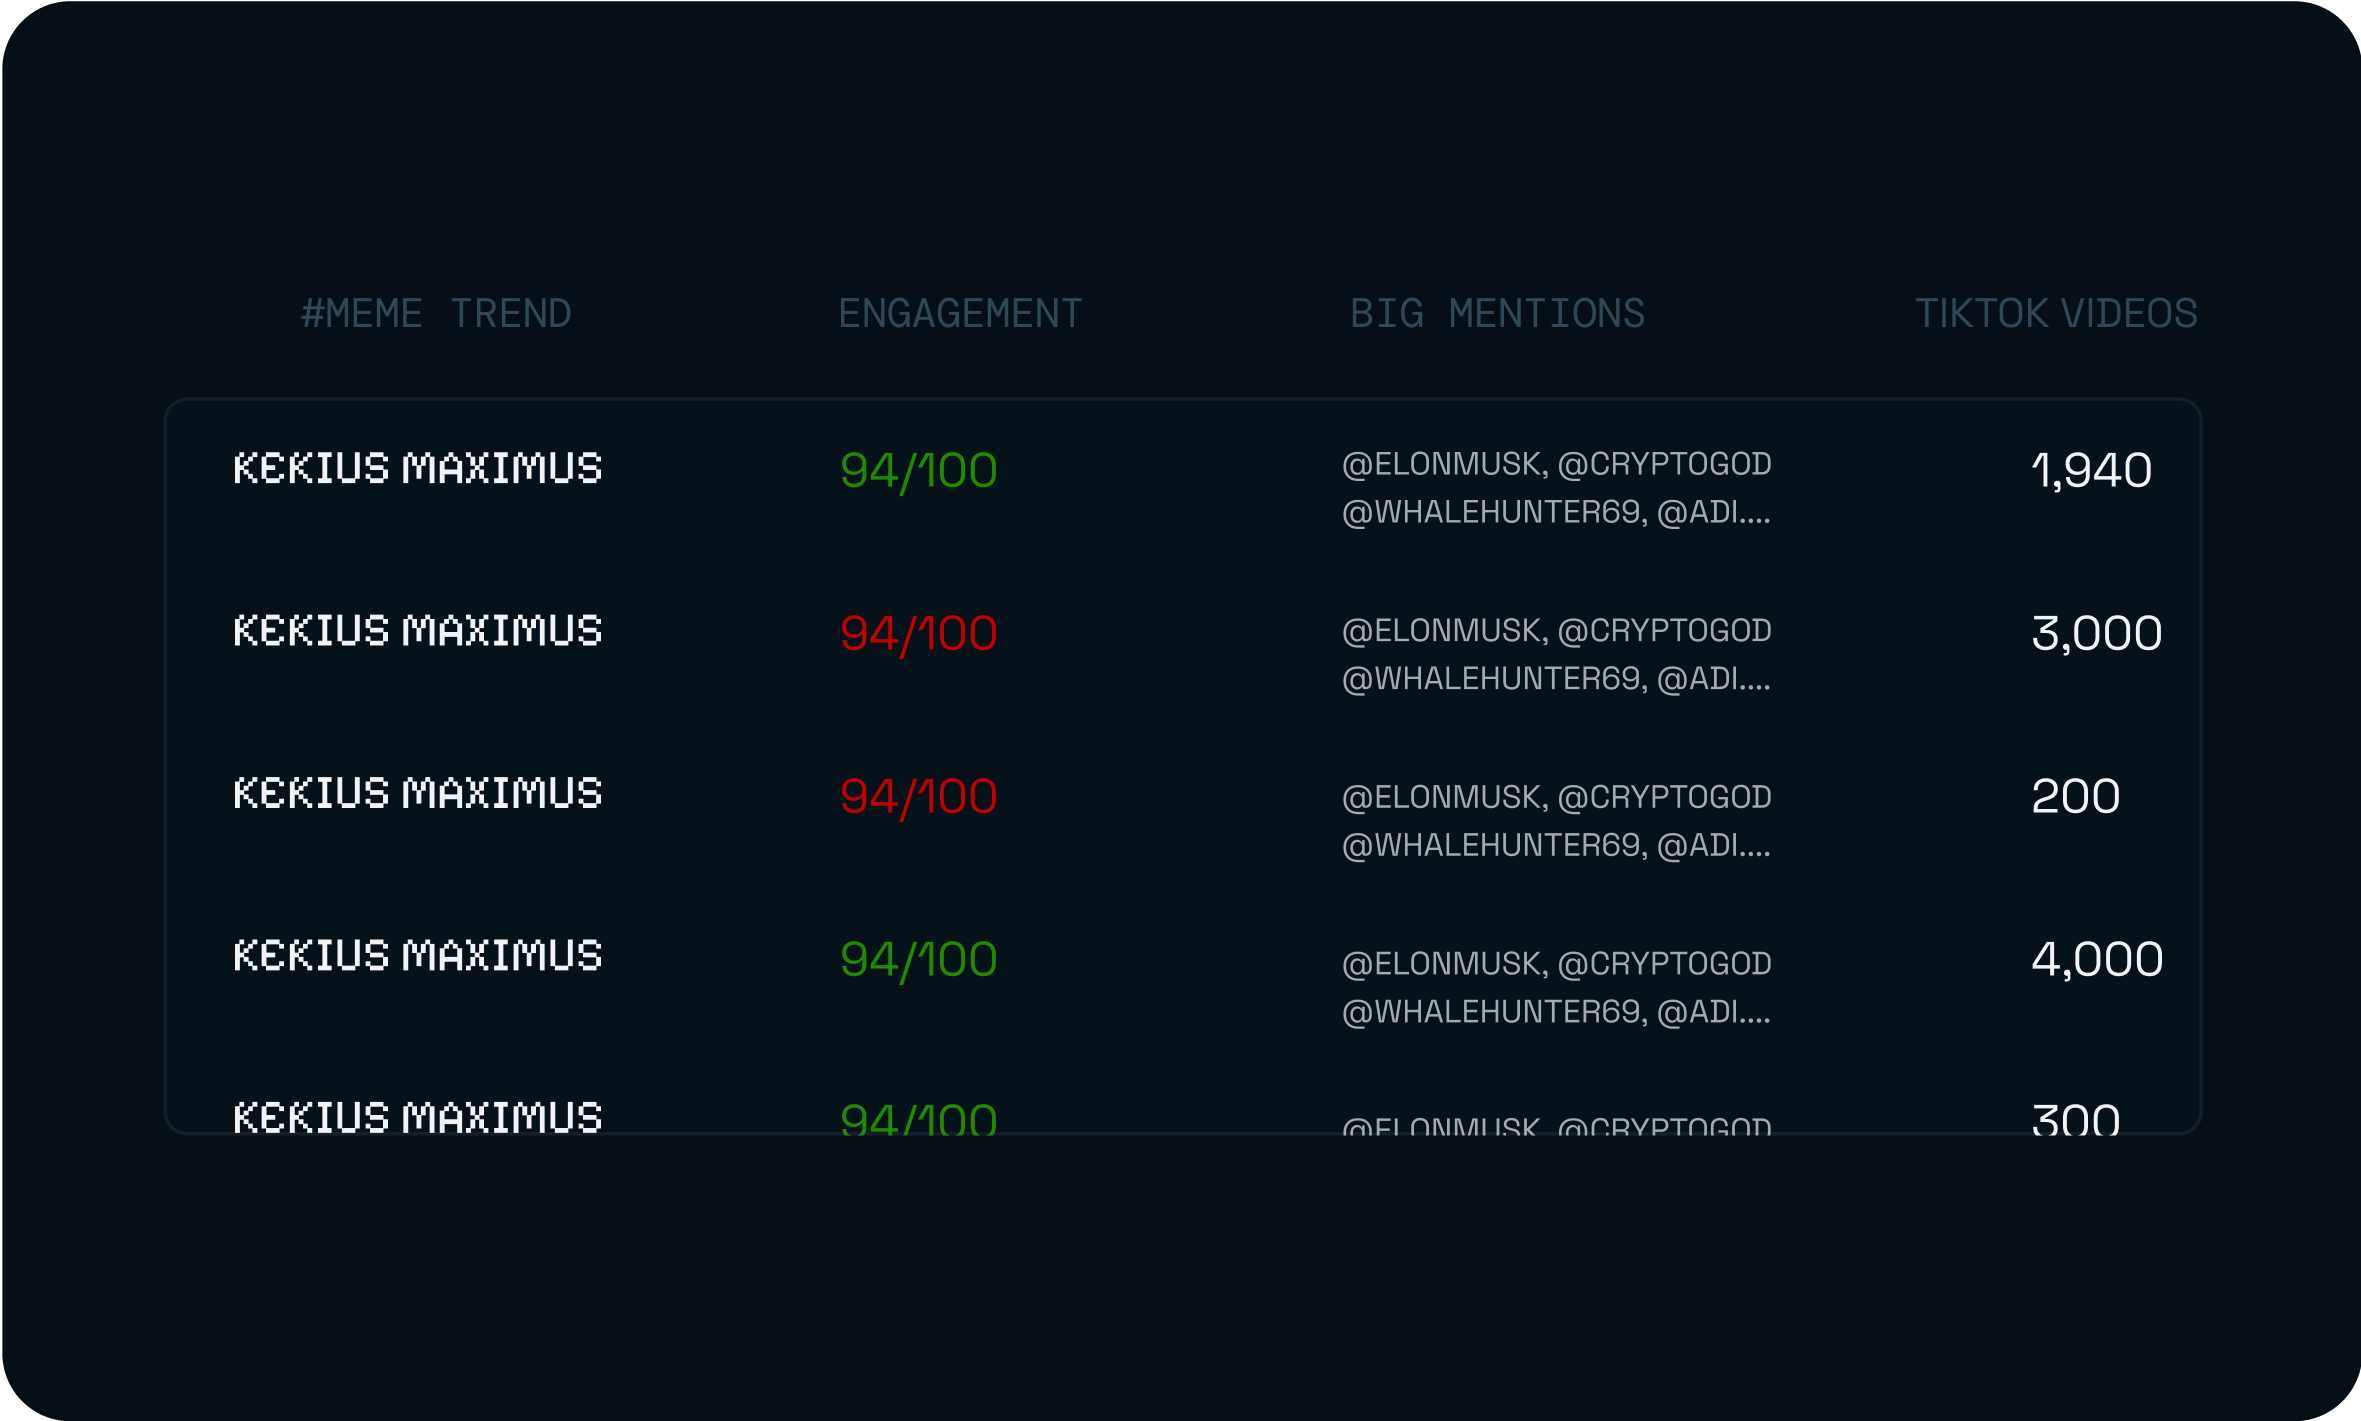 #MEME TREND ENGAGEMENT BIG MENTIONS TIKTOK VIDEOS
KEKIUS MAXIMUS 94/100 @ELONMUSK, @CRYPTOGOD 1,940
@WHALEHUNTER69, @ADI....
KEKIUS MAXIMUS 94/100 @ELONMUSK, @CRYPTOGOD 3,000
@WHALEHUNTER69, @ADI....
KEKIUS MAXIMUS 94/100 @ELONMUSK, @CRYPTOGOD 200
@WHALEHUNTER69, @ADI....
KEKIUS MAXIMUS 94/100 @ELONMUSK, @CRYPTOGOD 4,000
@WHALEHUNTER69, @ADI....
KEKIUS MAXIMUS 94/100 @ELONMUSK, @CRYPTOGOD 300